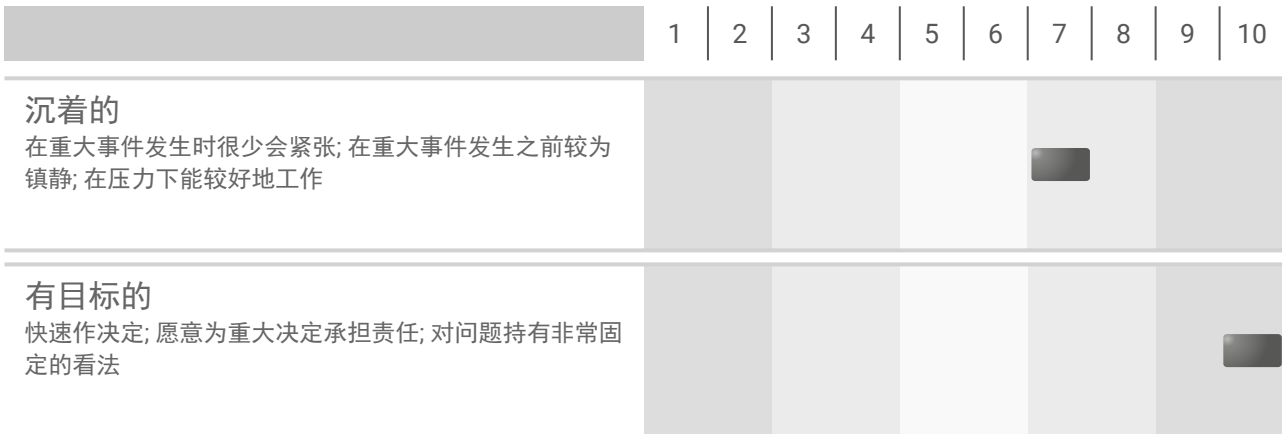 1 2 3 4 5 6 7 8 9 10
沉着的
在重大事件发生时很少会紧张; 在重大事件发生之前较为
镇静; 在压力下能较好地工作
有目标的
快速作决定; 愿意为重大决定承担责任; 对问题持有非常固
定的看法